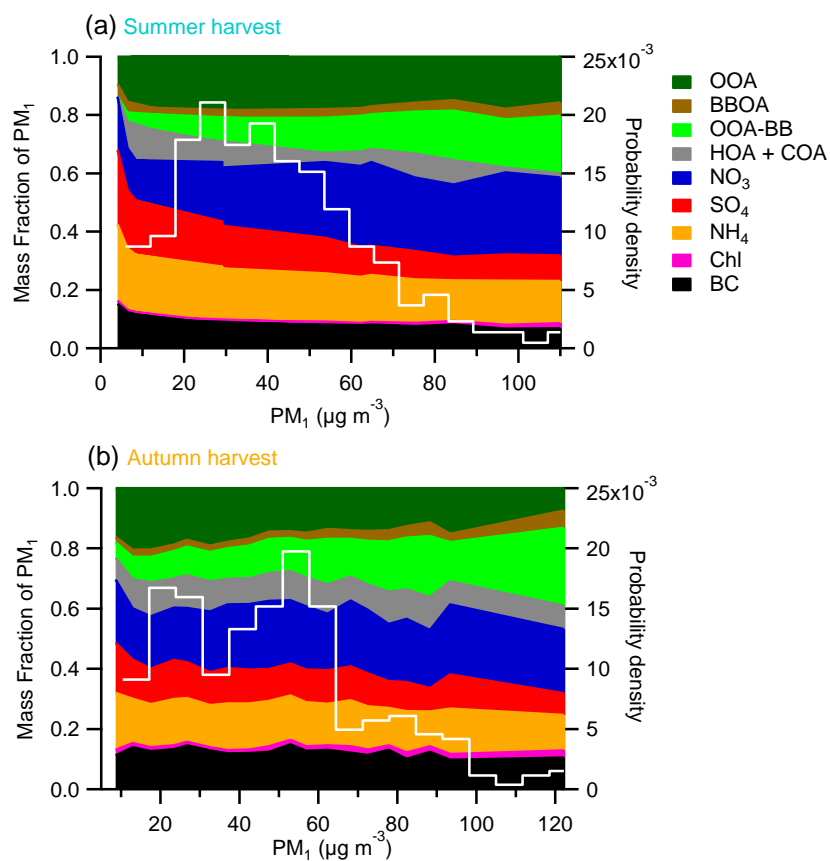 (a) Summer harvest
1.0
0.8
0.6
0.4
0.2
0.0
Mass Fraction of PM₁
25x10⁻³
20
15
10
5
0
Probability density
0 20 40 60 80 100
PM₁ (µg m⁻³)
OOA
BBOA
OOA-BB
HOA + COA
NO₃
SO₄
NH₄
Chl
BC
(b) Autumn harvest
1.0
0.8
0.6
0.4
0.2
0.0
Mass Fraction of PM₁
25x10⁻³
20
15
10
5
0
Probability density
20 40 60 80 100 120
PM₁ (µg m⁻³)